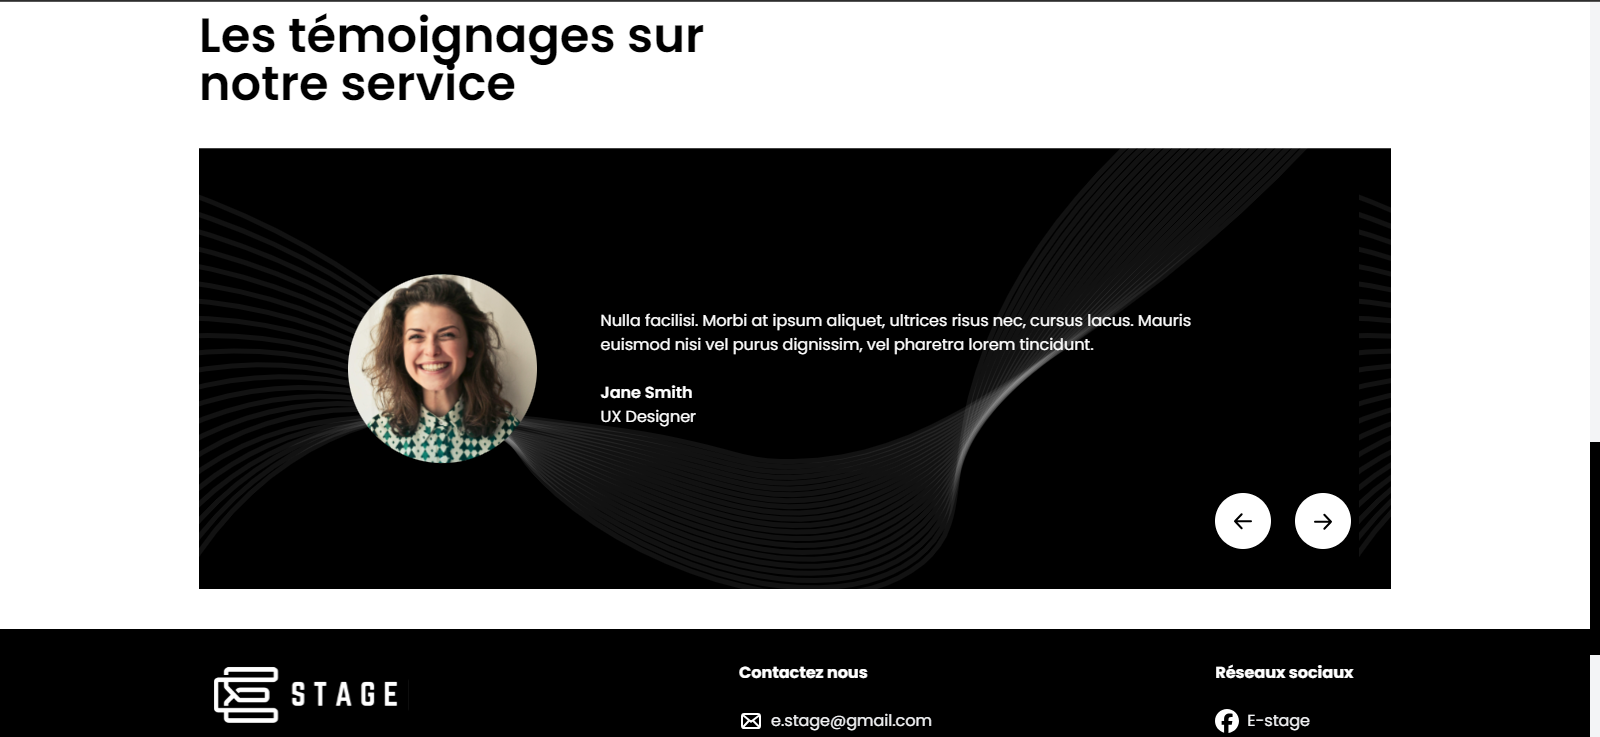 Les témoignages sur
notre service
Nulla facilisi. Morbi at ipsum aliquet, ultrices risus nec, cursus lacus. Mauris
euismod nisi vel purus dignissim, vel pharetra lorem tincidunt.
Jane Smith
UX Designer
STAGE
Contactez nous
e.stage@gmail.com
Réseaux sociaux
E-stage